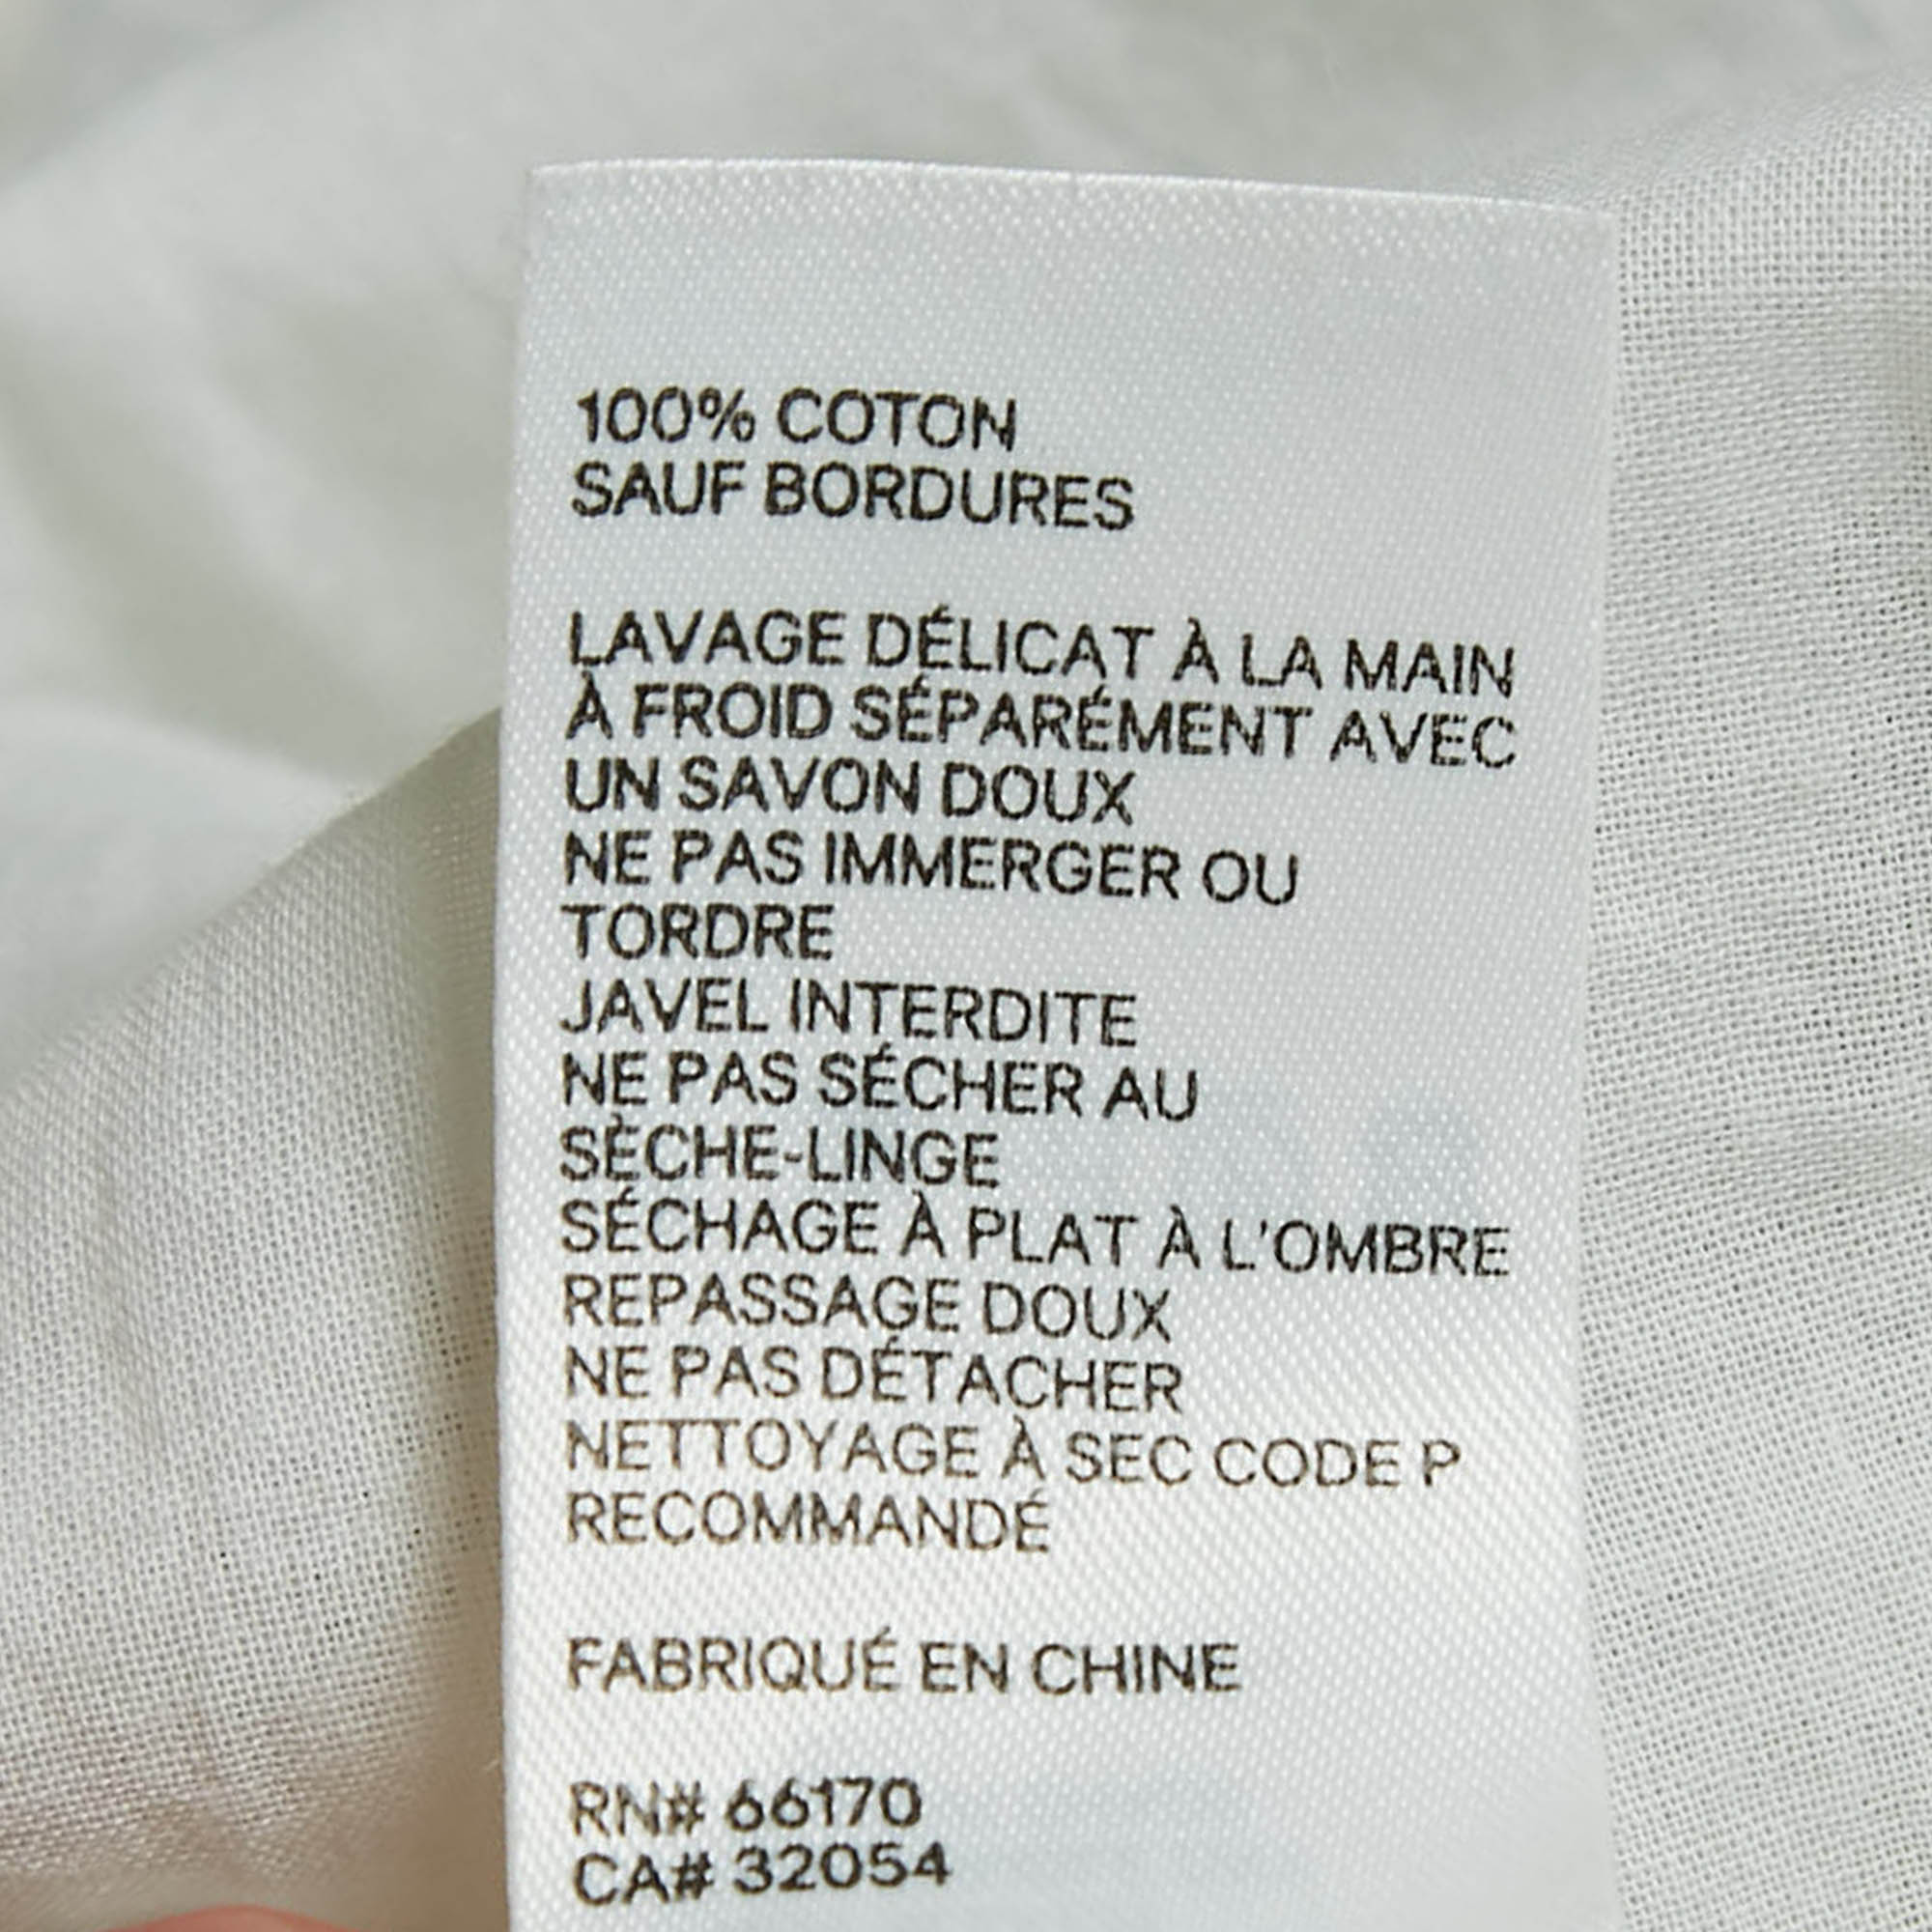 100% COTON
SAUF BORDURES
LAVAGE DÉLICAT À LA MAIN
À FROID SÉPARÉMENT AVEC
UN SAVON DOUX
NE PAS IMMERGER OU
TORDRE
JAVEL INTERDITE
NE PAS SÉCHER AU
SÈCHE-LINGE
SÉCHAGE À PLAT À L'OMBRE
REPASSAGE DOUX
NE PAS DÉTACHER
NETTOYAGE À SEC CODE P
RECOMMANDÉ
FABRIQUÉ EN CHINE
RN# 66170
CA# 32054